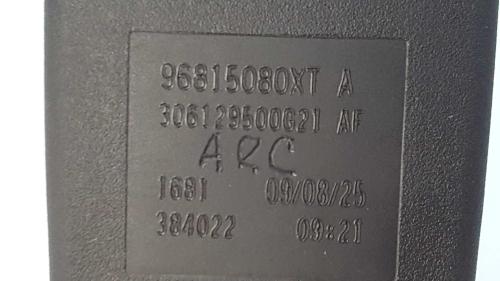 96815080XT A
306129500G21 AF
ARC
1681 09/08/25
384022 09:21